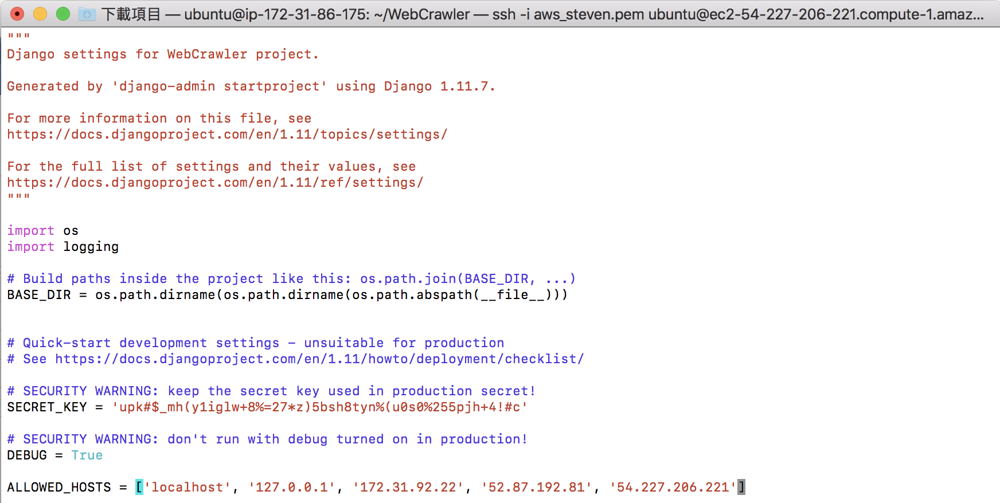 下載項目 — ubuntu@ip-172-31-86-175: ~/WebCrawler — ssh -i aws_steven.pem ubuntu@ec2-54-227-206-221.compute-1.amaz...
"""
Django settings for WebCrawler project.
Generated by 'django-admin startproject' using Django 1.11.7.
For more information on this file, see
https://docs.djangoproject.com/en/1.11/topics/settings/
For the full list of settings and their values, see
https://docs.djangoproject.com/en/1.11/ref/settings/
"""
import os
import logging
# Build paths inside the project like this: os.path.join(BASE_DIR, ...)
BASE_DIR = os.path.dirname(os.path.dirname(os.path.abspath(__file__)))
# Quick-start development settings - unsuitable for production
# See https://docs.djangoproject.com/en/1.11/howto/deployment/checklist/
# SECURITY WARNING: keep the secret key used in production secret!
SECRET_KEY = 'upk#$_mh(y1iglw+8%=27*z)5bsh8tyn%(u0s0%255pjh+4!#c'
# SECURITY WARNING: don't run with debug turned on in production!
DEBUG = True
ALLOWED_HOSTS = ['localhost', '127.0.0.1', '172.31.92.22', '52.87.192.81', '54.227.206.221']